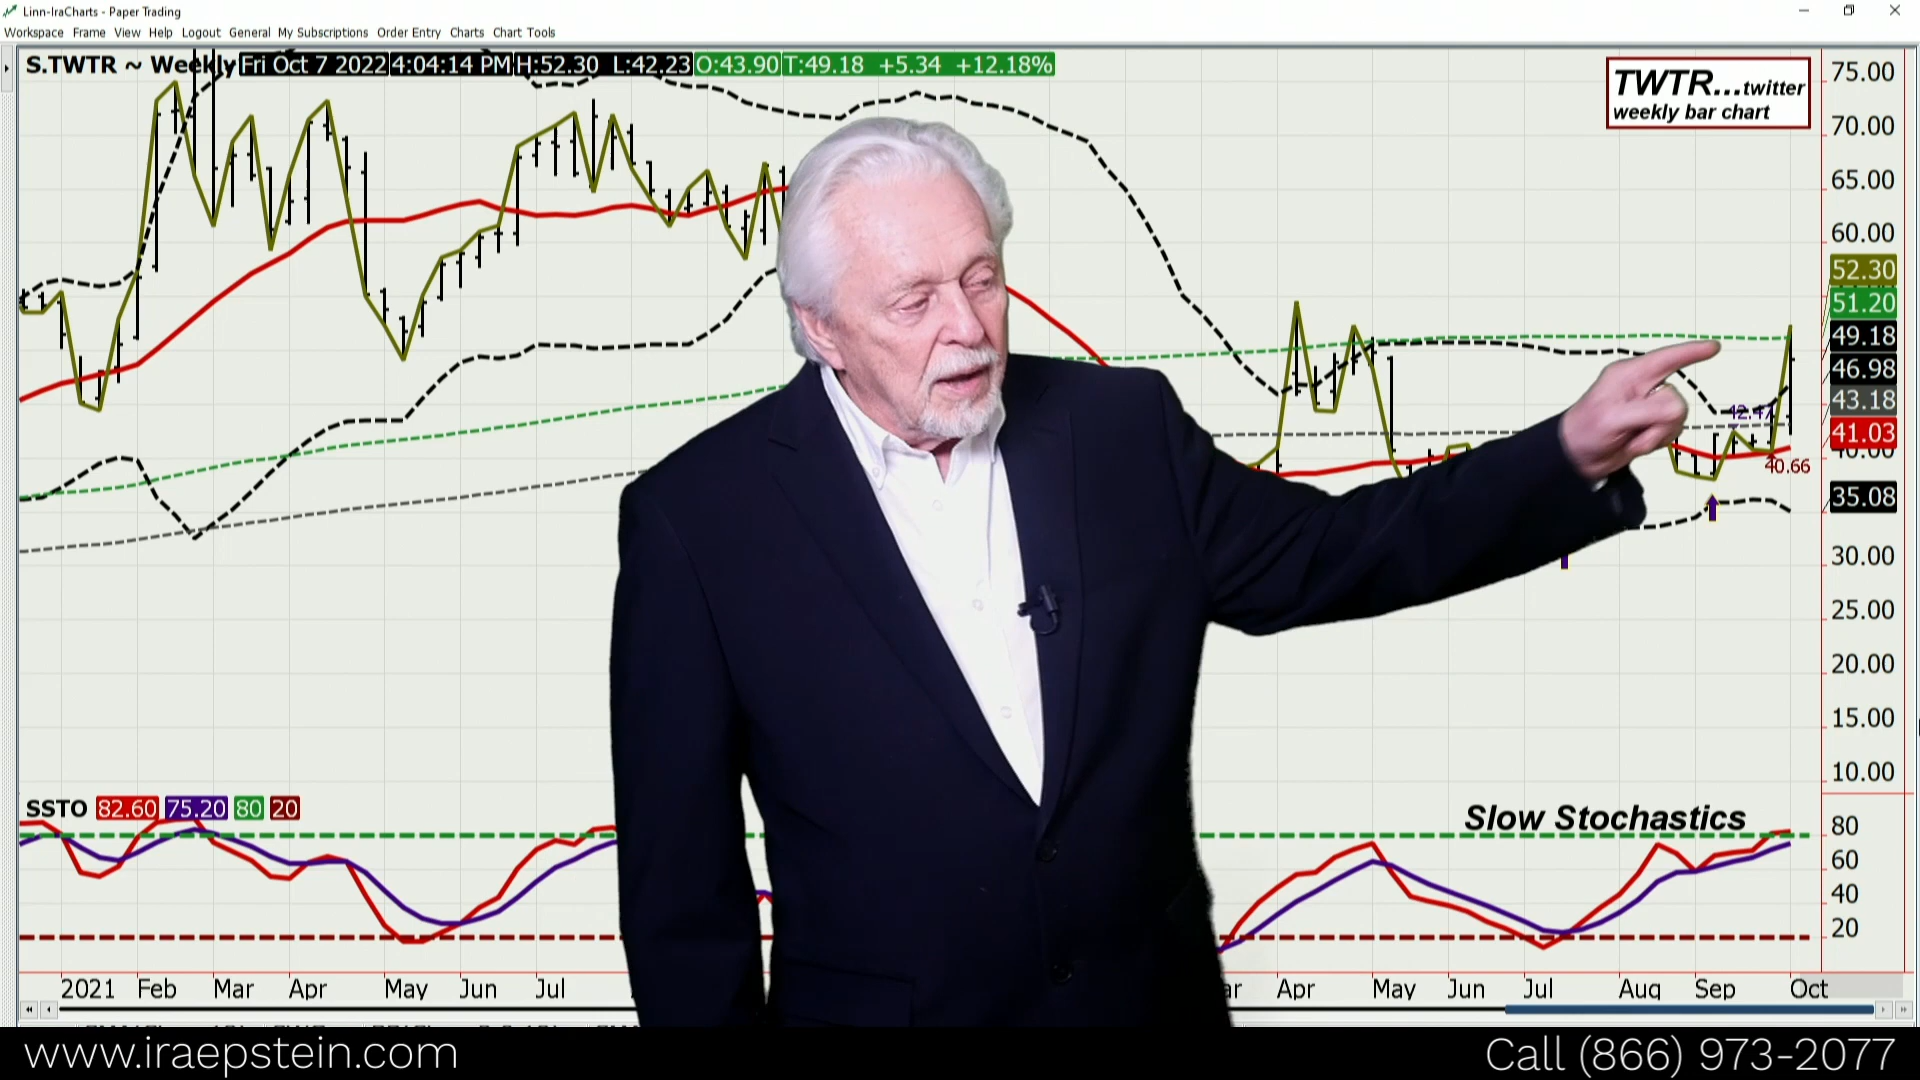 Linn-IraCharts - Paper Trading
Workspace Frame View Help Logout General My Subscriptions Order Entry Charts Chart Tools
S.TWTR ~ Weekly Fri Oct 7 2022 4:04:14 PM H:52.30 L:42.23 O:43.90 T:49.18 +5.34 +12.18%
TWTR...twitter
weekly bar chart
75.00
70.00
65.00
60.00
52.30
51.20
49.18
46.98
43.18
41.03
40.00
42.47
40.66
35.08
30.00
25.00
20.00
15.00
10.00
SSTO 82.60 75.20 80 20
Slow Stochastics
80
60
40
20
2021 Feb Mar Apr May Jun Jul Apr May Jun Jul Aug Sep Oct
www.iraepstein.com
Call (866) 973-2077